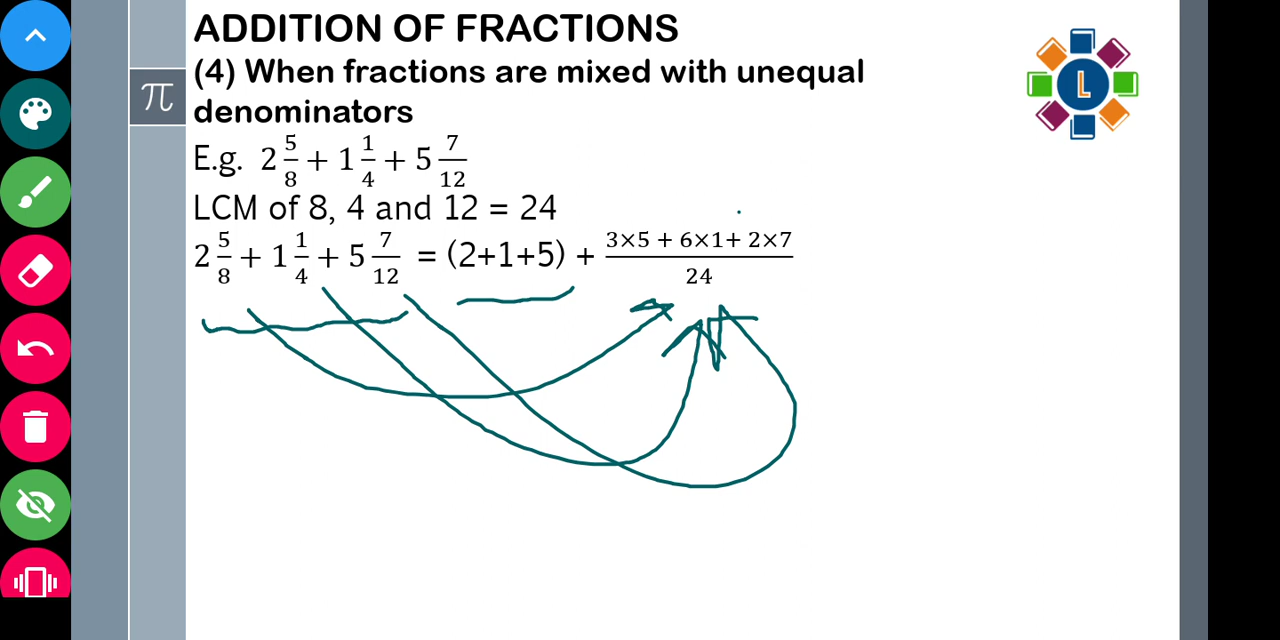 ADDITION OF FRACTIONS
(4) When fractions are mixed with unequal
denominators
π
E.g. 2 5/8 + 1 1/4 + 5 7/12
LCM of 8, 4 and 12 = 24
2 5/8 + 1 1/4 + 5 7/12 = (2+1+5) + (3×5 + 6×1+ 2×7)/24
L